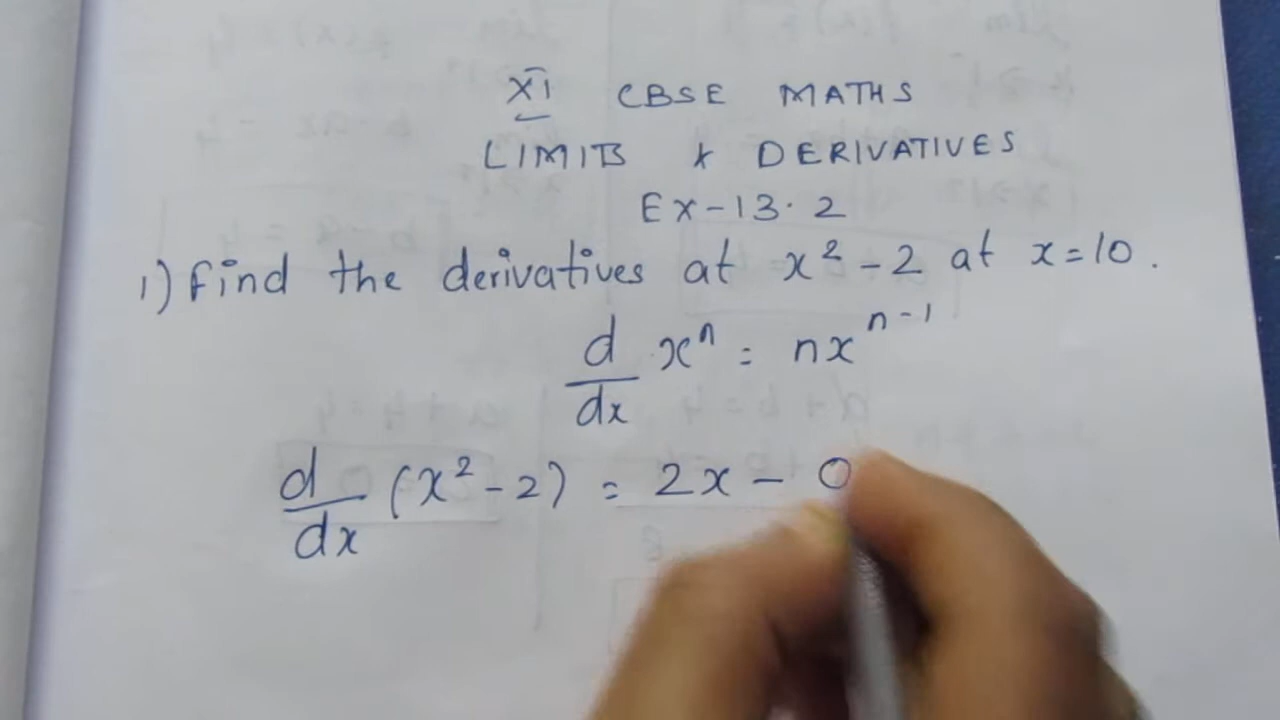 XI CBSE MATHS
LIMITS & DERIVATIVES
Ex-13.2
1) Find the derivatives at x² - 2 at x=10.
d/dx xⁿ = nxⁿ⁻¹
d/dx (x² - 2) = 2x - 0